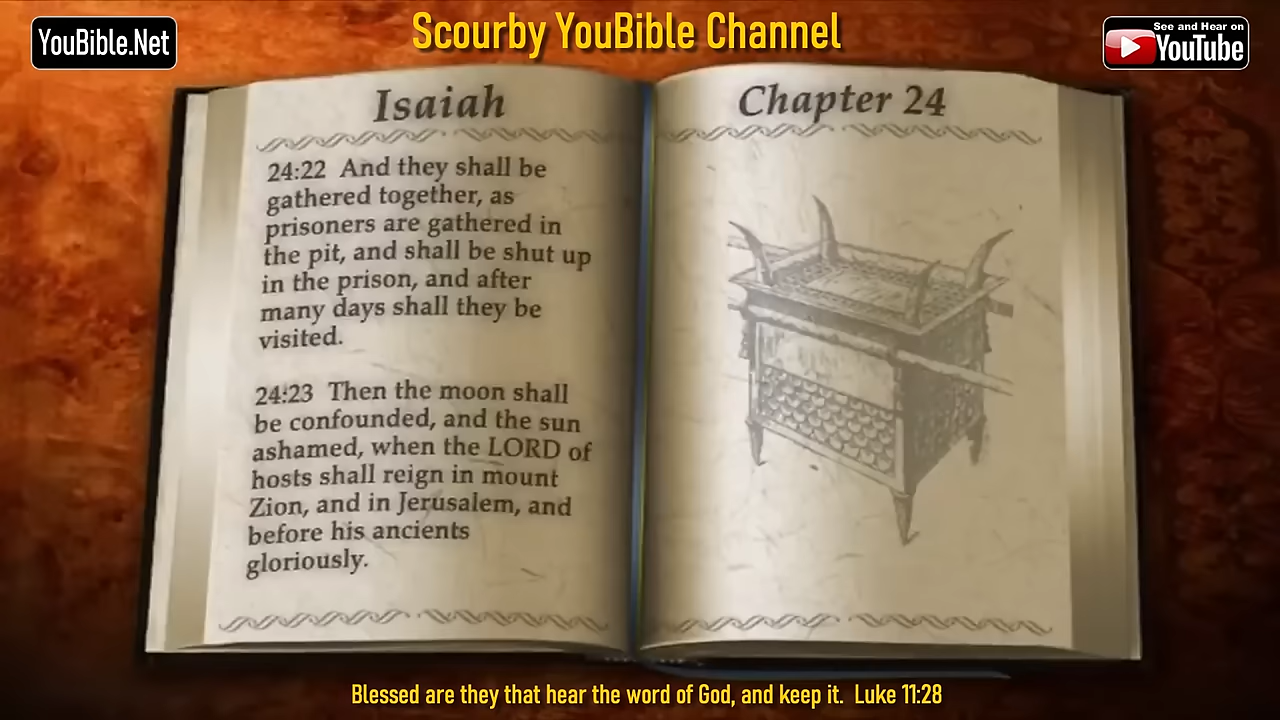 Scourby YouBible Channel
YouBible.Net
See and Hear on
YouTube
Isaiah
24:22 And they shall be
gathered together, as
prisoners are gathered in
the pit, and shall be shut up
in the prison, and after
many days shall they be
visited.
24:23 Then the moon shall
be confounded, and the sun
ashamed, when the LORD of
hosts shall reign in mount
Zion, and in Jerusalem, and
before his ancients
gloriously.
Chapter 24
Blessed are they that hear the word of God, and keep it. Luke 11:28